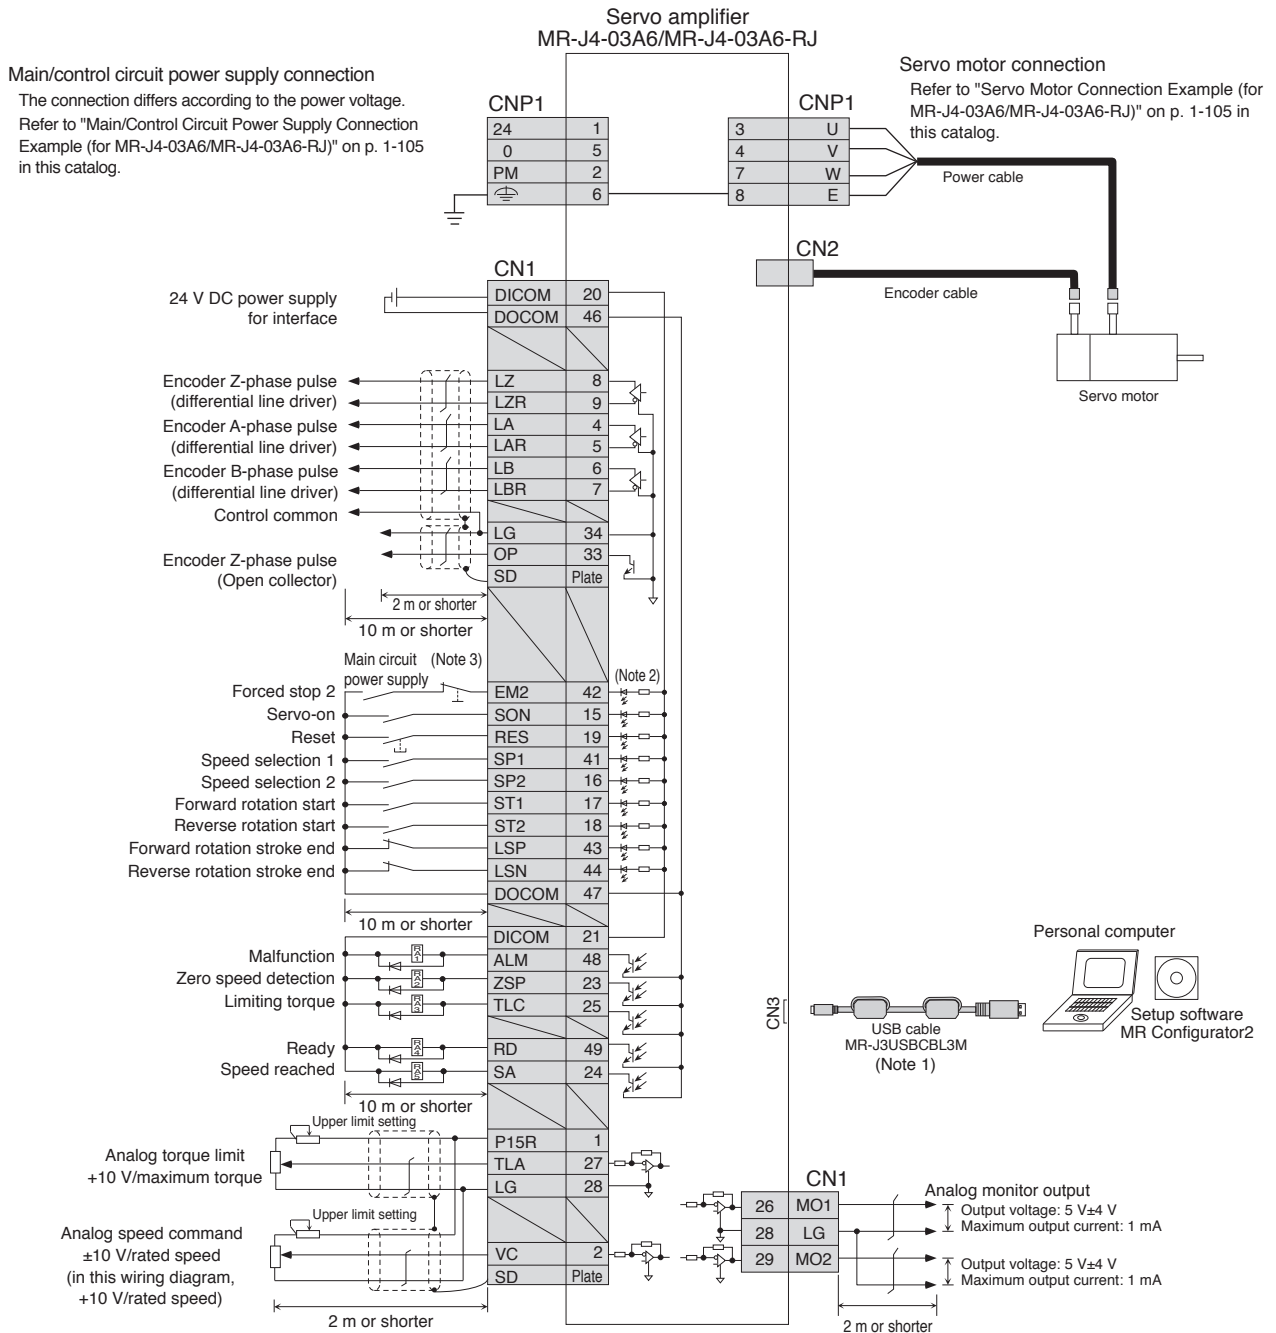 Servo amplifier
MR-J4-03A6/MR-J4-03A6-RJ
Main/control circuit power supply connection
The connection differs according to the power voltage.
Refer to "Main/Control Circuit Power Supply Connection
Example (for MR-J4-03A6/MR-J4-03A6-RJ)" on p. 1-105
in this catalog.
Servo motor connection
Refer to "Servo Motor Connection Example (for
MR-J4-03A6/MR-J4-03A6-RJ)" on p. 1-105 in
this catalog.
CNP1
24 1
0 5
PM 2
6
CNP1
3 U
4 V
7 W
8 E
Power cable
CN2
Encoder cable
Servo motor
CN1
24 V DC power supply
for interface
DICOM 20
DOCOM 46
Encoder Z-phase pulse
(differential line driver)
LZ 8
LZR 9
Encoder A-phase pulse
(differential line driver)
LA 4
LAR 5
Encoder B-phase pulse
(differential line driver)
LB 6
LBR 7
Control common
LG 34
Encoder Z-phase pulse
(Open collector)
OP 33
SD Plate
2 m or shorter
10 m or shorter
Main circuit
power supply
(Note 3)
(Note 2)
Forced stop 2 EM2 42
Servo-on SON 15
Reset RES 19
Speed selection 1 SP1 41
Speed selection 2 SP2 16
Forward rotation start ST1 17
Reverse rotation start ST2 18
Forward rotation stroke end LSP 43
Reverse rotation stroke end LSN 44
DOCOM 47
10 m or shorter
DICOM 21
Malfunction RA1 ALM 48
Zero speed detection RA2 ZSP 23
Limiting torque RA3 TLC 25
Ready RA4 RD 49
Speed reached RA5 SA 24
10 m or shorter
Upper limit setting
Analog torque limit
+10 V/maximum torque
P15R 1
TLA 27
LG 28
Upper limit setting
Analog speed command
±10 V/rated speed
(in this wiring diagram,
+10 V/rated speed)
VC 2
SD Plate
2 m or shorter
CN3
USB cable
MR-J3USBCBL3M
(Note 1)
Personal computer
Setup software
MR Configurator2
CN1
26 MO1
28 LG
29 MO2
Analog monitor output
Output voltage: 5 V±4 V
Maximum output current: 1 mA
Output voltage: 5 V±4 V
Maximum output current: 1 mA
2 m or shorter